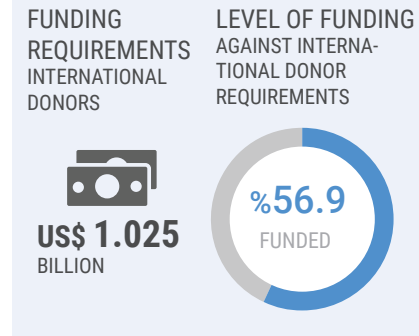 FUNDING
REQUIREMENTS
INTERNATIONAL
DONORS
US$ 1.025
BILLION
LEVEL OF FUNDING
AGAINST INTERNA-
TIONAL DONOR
REQUIREMENTS
%56.9
FUNDED